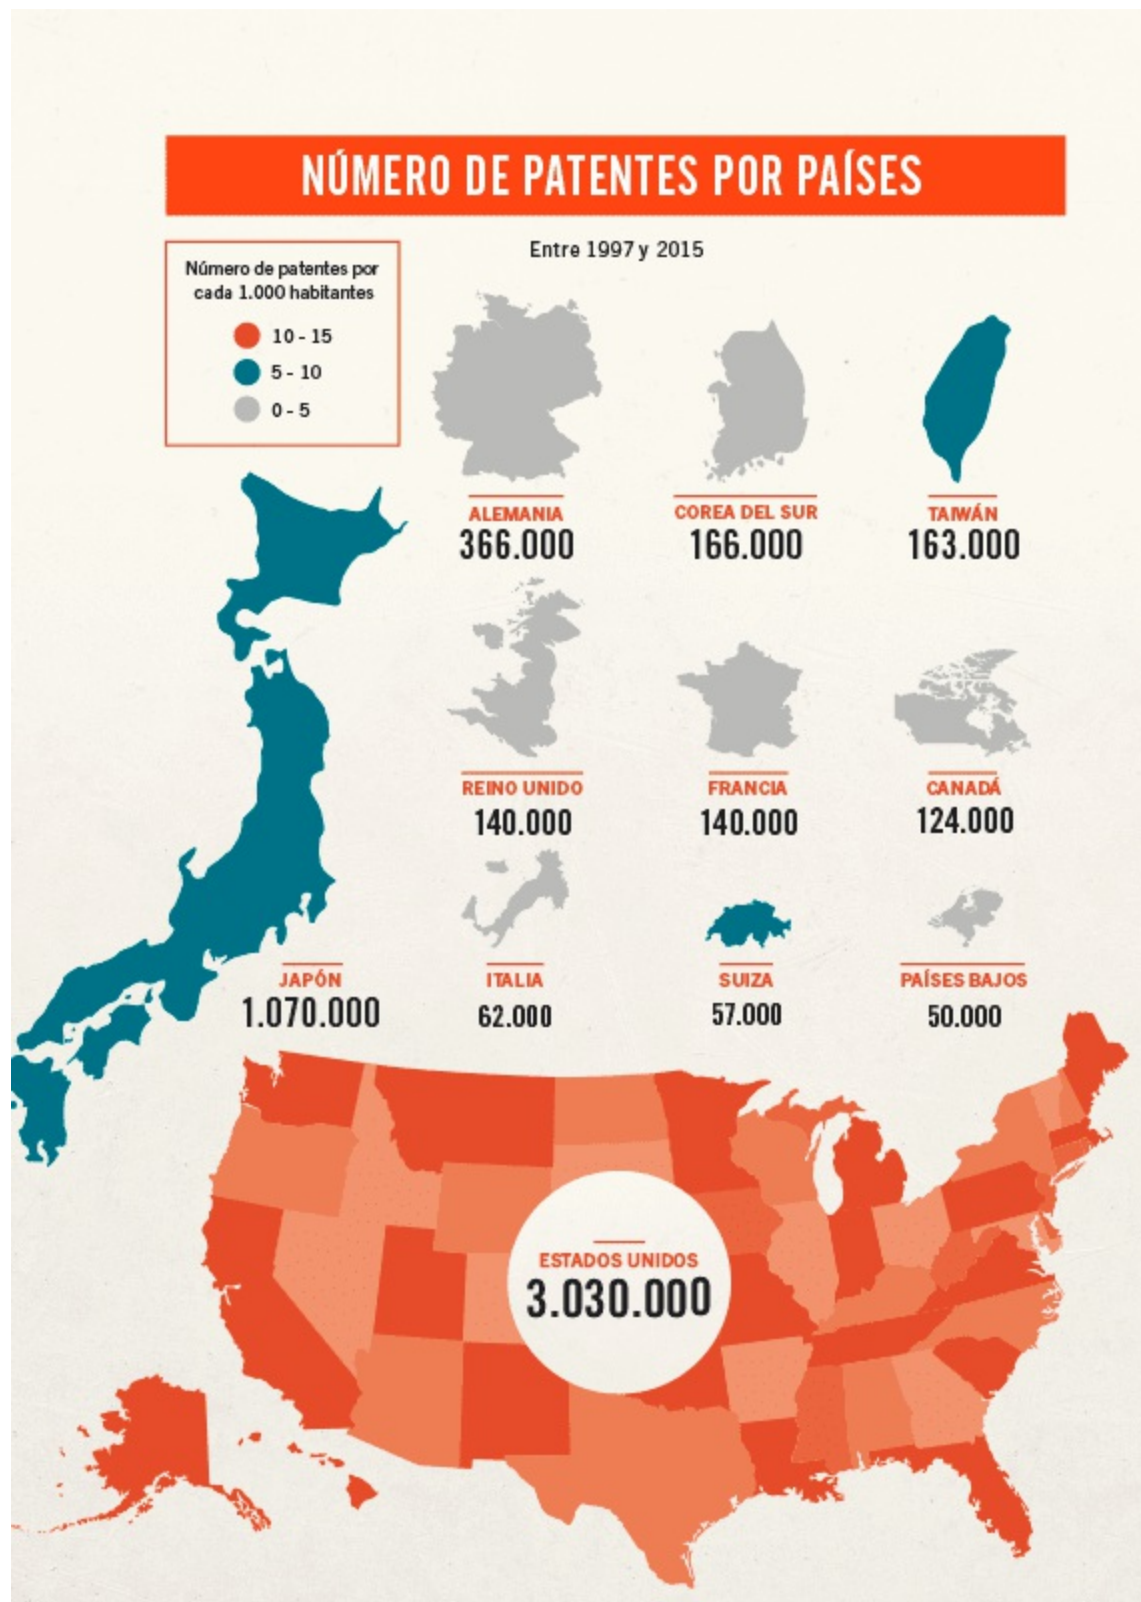 NÚMERO DE PATENTES POR PAÍSES
Entre 1997 y 2015
Número de patentes por
cada 1.000 habitantes
10 - 15
5 - 10
0 - 5
ALEMANIA
366.000
COREA DEL SUR
166.000
TAIWÁN
163.000
REINO UNIDO
140.000
FRANCIA
140.000
CANADÁ
124.000
JAPÓN
1.070.000
ITALIA
62.000
SUIZA
57.000
PAÍSES BAJOS
50.000
ESTADOS UNIDOS
3.030.000